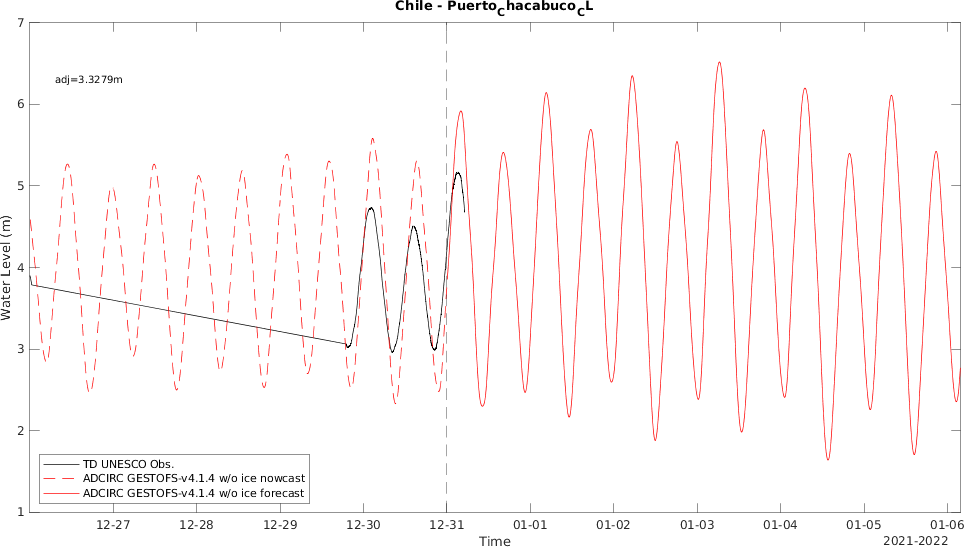 Chile - Puerto_Chacabuco_CL
7
adj=3.3279m
6
5
4
3
2
1
Water Level (m)
TD UNESCO Obs.
ADCIRC GESTOFS-v4.1.4 w/o ice nowcast
ADCIRC GESTOFS-v4.1.4 w/o ice forecast
12-27 12-28 12-29 12-30 12-31 01-01 01-02 01-03 01-04 01-05 01-06
Time
2021-2022